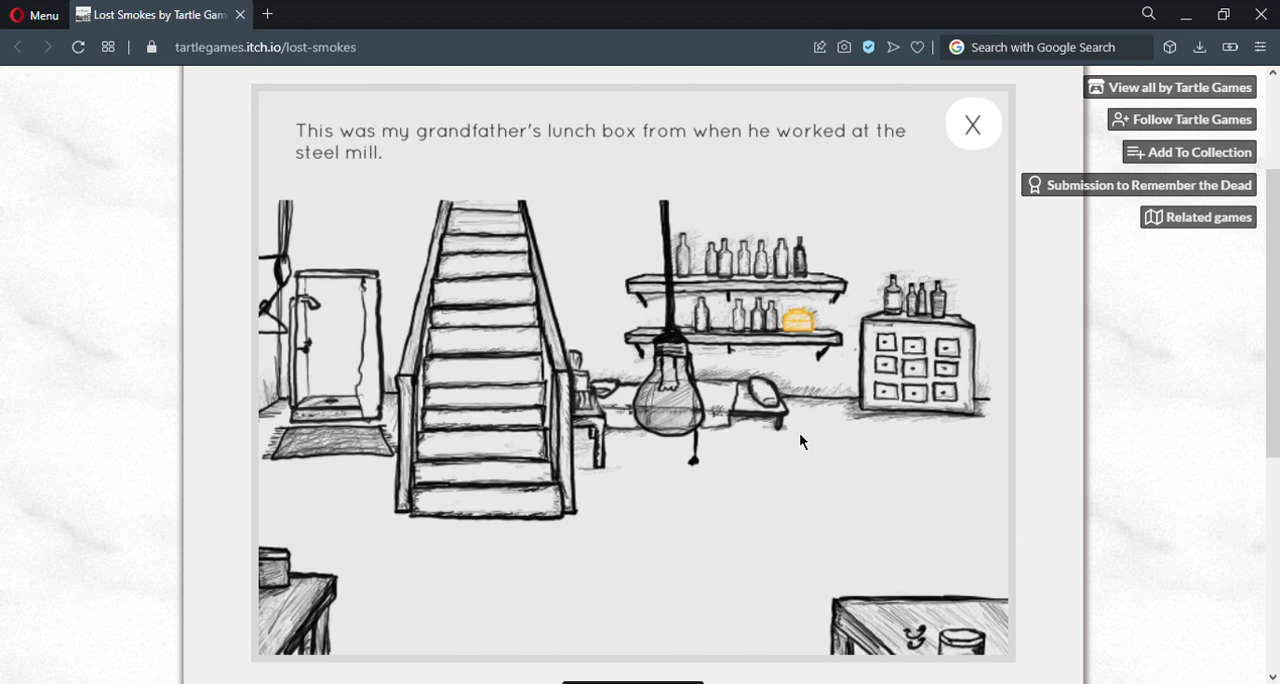 Menu
Lost Smokes by Tartle Gam
tartlegames.itch.io/lost-smokes
Search with Google Search
View all by Tartle Games
Follow Tartle Games
Add To Collection
Submission to Remember the Dead
Related games
This was my grandfather's lunch box from when he worked at the
steel mill.
X